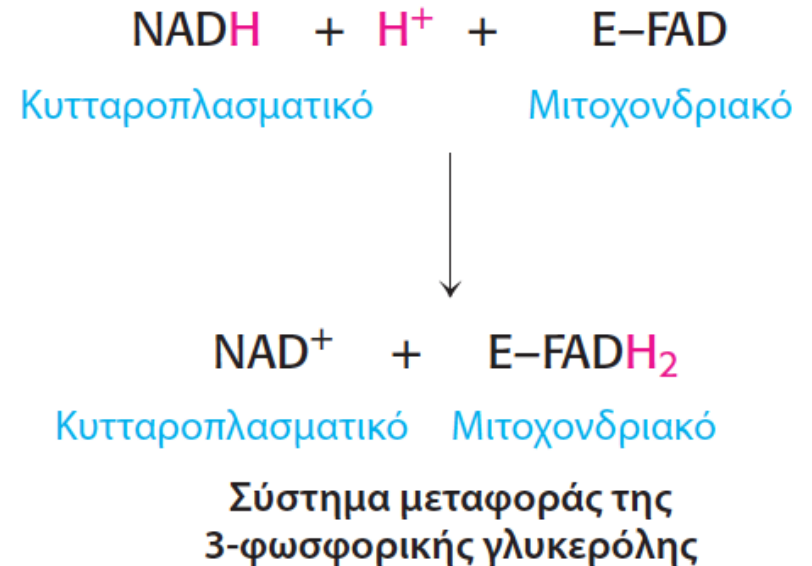 NADH + H⁺ + E–FAD
Κυτταροπλασματικό Μιτοχονδριακό
NAD⁺ + E–FADH₂
Κυτταροπλασματικό Μιτοχονδριακό
Σύστημα μεταφοράς της
3-φωσφορικής γλυκερόλης